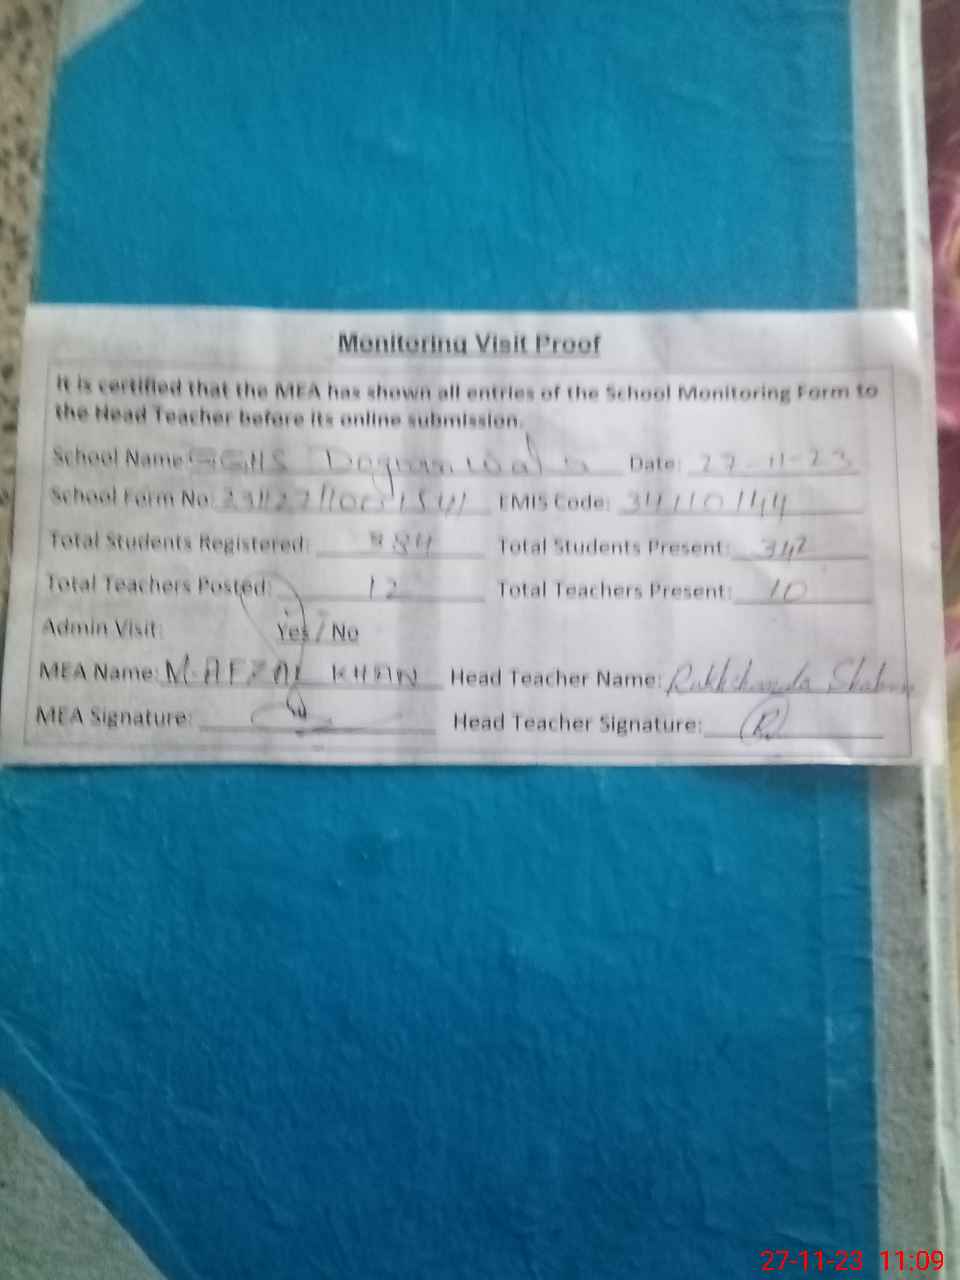 Monitoring Visit Proof
It is certified that the MEA has shown all entries of the School Monitoring Form to
the Head Teacher before its online submission.
School Name: GGHS Date: 27-11-23
School Form No: EMIS Code: 34110144
Total Students Registered: Total Students Present: 342
Total Teachers Posted: 12 Total Teachers Present: 10
Admin Visit: Yes / No
MEA Name: M. AFZAL KHAN Head Teacher Name:
MEA Signature: Head Teacher Signature:
27-11-23 11:09